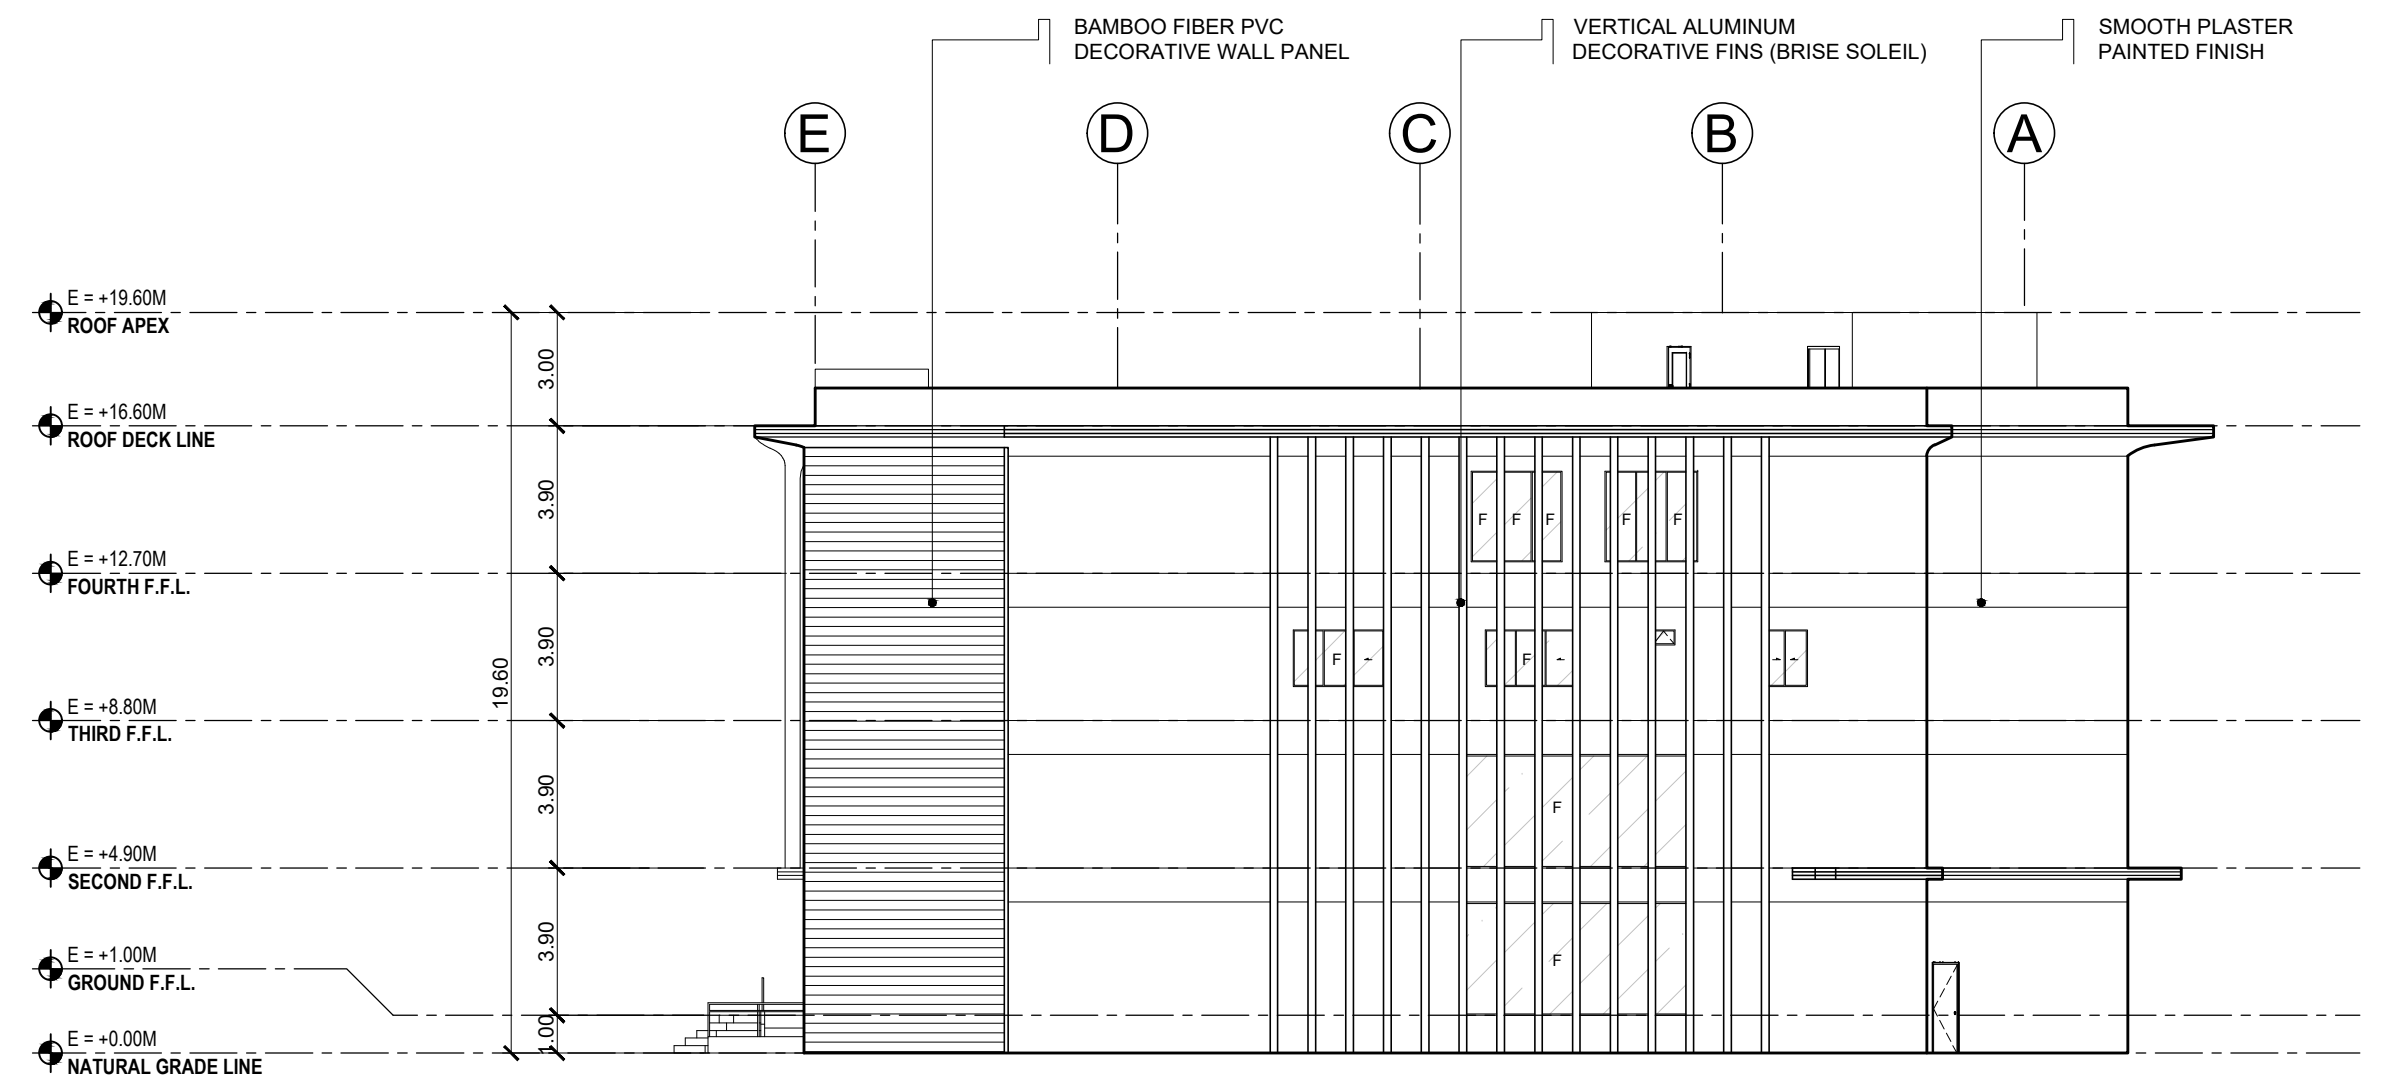 BAMBOO FIBER PVC
DECORATIVE WALL PANEL
VERTICAL ALUMINUM
DECORATIVE FINS (BRISE SOLEIL)
SMOOTH PLASTER
PAINTED FINISH
E D C B A
E = +19.60M
ROOF APEX
3.00
E = +16.60M
ROOF DECK LINE
3.90
F F F F F
E = +12.70M
FOURTH F.F.L.
3.90
F F
19.60
E = +8.80M
THIRD F.F.L.
3.90
F
E = +4.90M
SECOND F.F.L.
3.90
F
E = +1.00M
GROUND F.F.L.
1.00
E = +0.00M
NATURAL GRADE LINE